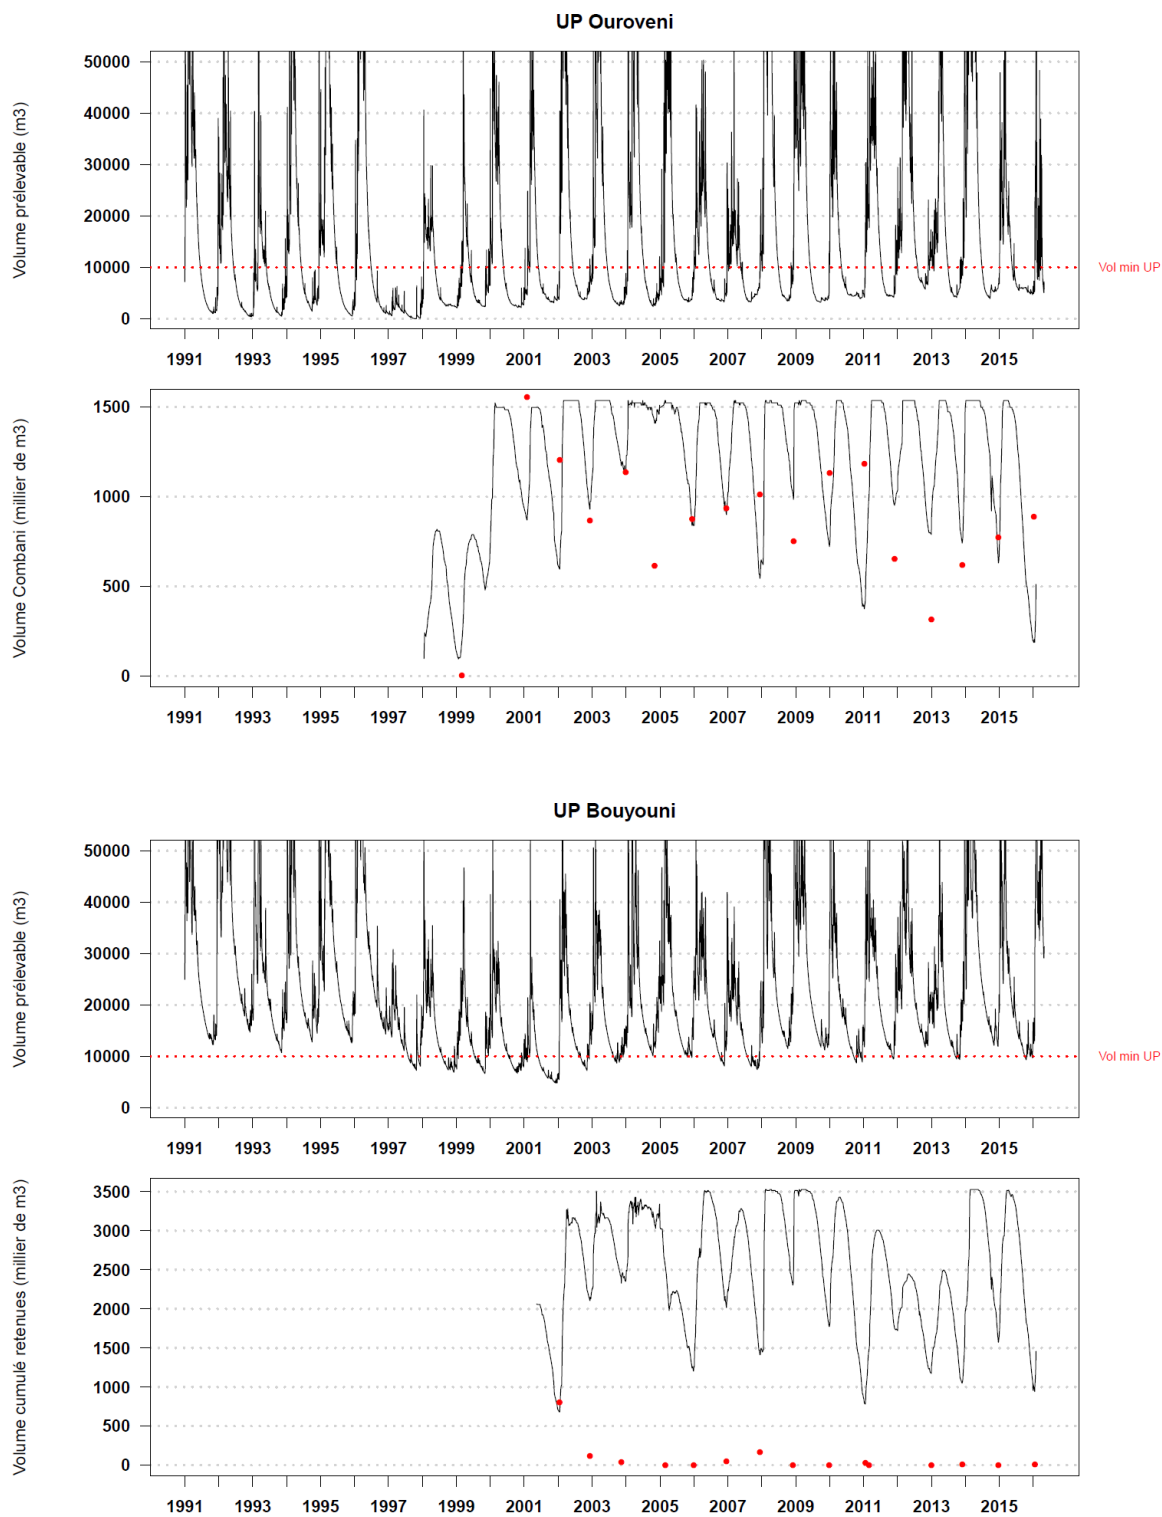 UP Ouroveni
Volume prélevable (m3)
50000
40000
30000
20000
10000
0
Vol min UP
1991 1993 1995 1997 1999 2001 2003 2005 2007 2009 2011 2013 2015
Volume Combani (millier de m3)
1500
1000
500
0
1991 1993 1995 1997 1999 2001 2003 2005 2007 2009 2011 2013 2015
UP Bouyouni
Volume prélevable (m3)
50000
40000
30000
20000
10000
0
Vol min UP
1991 1993 1995 1997 1999 2001 2003 2005 2007 2009 2011 2013 2015
Volume cumulé retenues (millier de m3)
3500
3000
2500
2000
1500
1000
500
0
1991 1993 1995 1997 1999 2001 2003 2005 2007 2009 2011 2013 2015